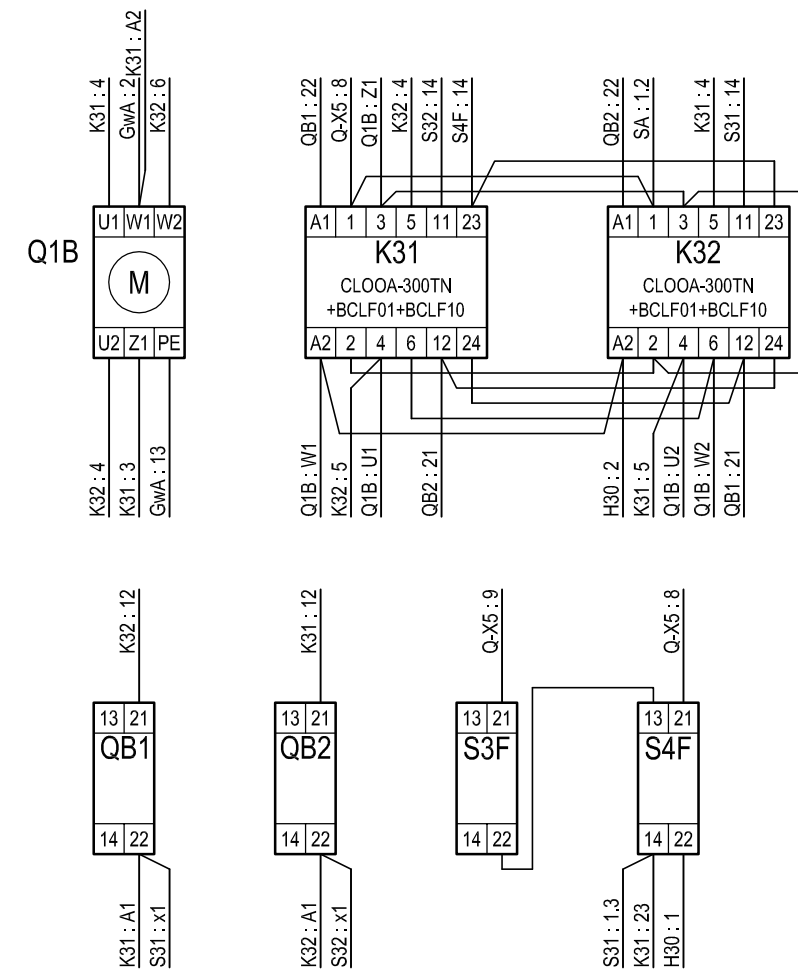 K31 : 4
GwA : 2
K31 : A2
K32 : 6
U1 W1 W2
Q1B
M
U2 Z1 PE
K32 : 4
K31 : 3
GwA : 13
QB1 : 22
Q-X5 : 8
Q1B : Z1
K32 : 4
S32 : 14
S4F : 14
A1 1 3 5 11 23
K31
CLOOA-300TN
+BCLF01+BCLF10
A2 2 4 6 12 24
Q1B : W1
K32 : 5
Q1B : U1
QB2 : 21
QB2 : 22
SA : 1.2
K31 : 4
S31 : 14
A1 1 3 5 11 23
K32
CLOOA-300TN
+BCLF01+BCLF10
A2 2 4 6 12 24
H30 : 2
K31 : 5
Q1B : U2
Q1B : W2
QB1 : 21
K32 : 12
13 21
QB1
14 22
K31 : A1
S31 : x1
K31 : 12
13 21
QB2
14 22
K32 : A1
S32 : x1
Q-X5 : 9
13 21
S3F
14 22
Q-X5 : 8
13 21
S4F
14 22
S31 : 1.3
K31 : 23
H30 : 1